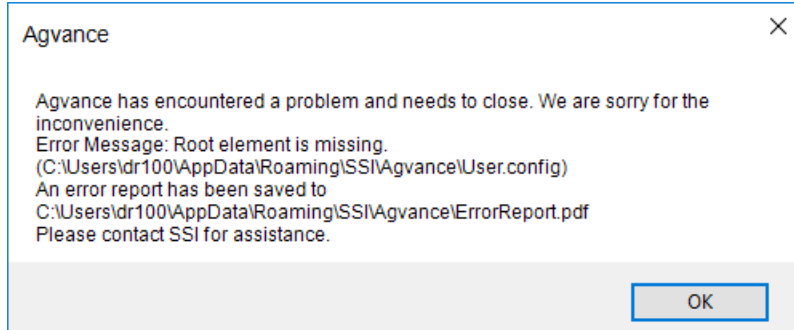 Agvance
Agvance has encountered a problem and needs to close. We are sorry for the
inconvenience.
Error Message: Root element is missing.
(C:\Users\dr100\AppData\Roaming\SSI\Agvance\User.config)
An error report has been saved to
C:\Users\dr100\AppData\Roaming\SSI\Agvance\ErrorReport.pdf
Please contact SSI for assistance.
OK